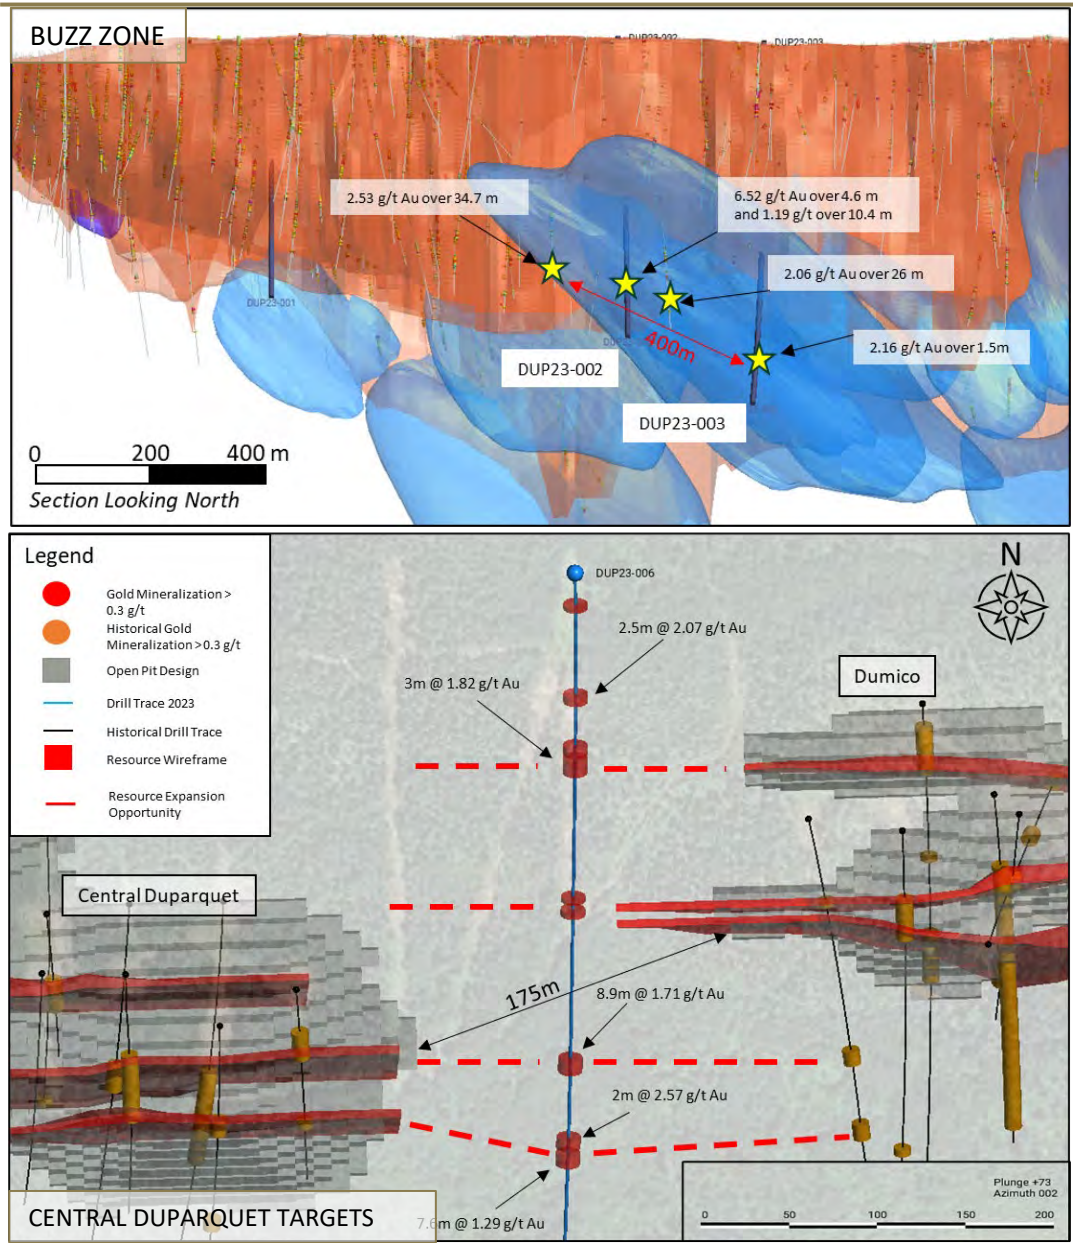 BUZZ ZONE
DUP23-002
DUP23-003
2.53 g/t Au over 34.7 m
6.52 g/t Au over 4.6 m
and 1.19 g/t over 10.4 m
2.06 g/t Au over 26 m
DUP23-001
400m
2.16 g/t Au over 1.5m
DUP23-002
DUP23-003
0 200 400 m
Section Looking North
Legend
Gold Mineralization >
0.3 g/t
Historical Gold
Mineralization > 0.3 g/t
Open Pit Design
Drill Trace 2023
Historical Drill Trace
Resource Wireframe
Resource Expansion
Opportunity
N
DUP23-006
2.5m @ 2.07 g/t Au
3m @ 1.82 g/t Au
Dumico
Central Duparquet
175m
8.9m @ 1.71 g/t Au
2m @ 2.57 g/t Au
7.6m @ 1.29 g/t Au
Plunge +73
Azimuth 002
0 50 100 150 200
CENTRAL DUPARQUET TARGETS